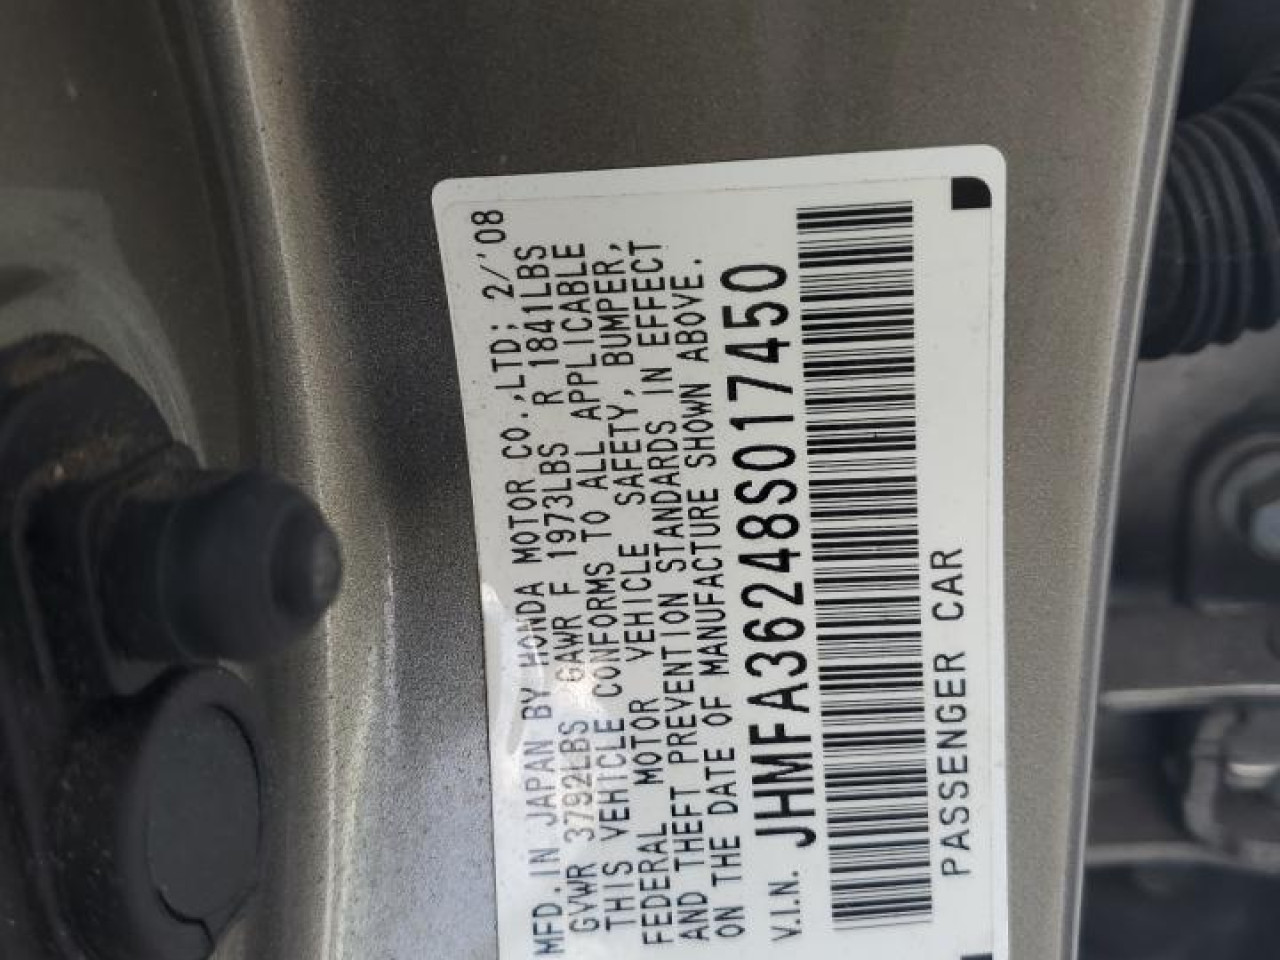 MFD. IN JAPAN BY HONDA MOTOR CO.,LTD; 2/'08
GVWR 3792LBS GAWR F 1973LBS R 1841LBS
THIS VEHICLE CONFORMS TO ALL APPLICABLE
FEDERAL MOTOR VEHICLE SAFETY, BUMPER,
AND THEFT PREVENTION STANDARDS IN EFFECT
ON THE DATE OF MANUFACTURE SHOWN ABOVE.
V.I.N. JHMFA36248S017450
PASSENGER CAR